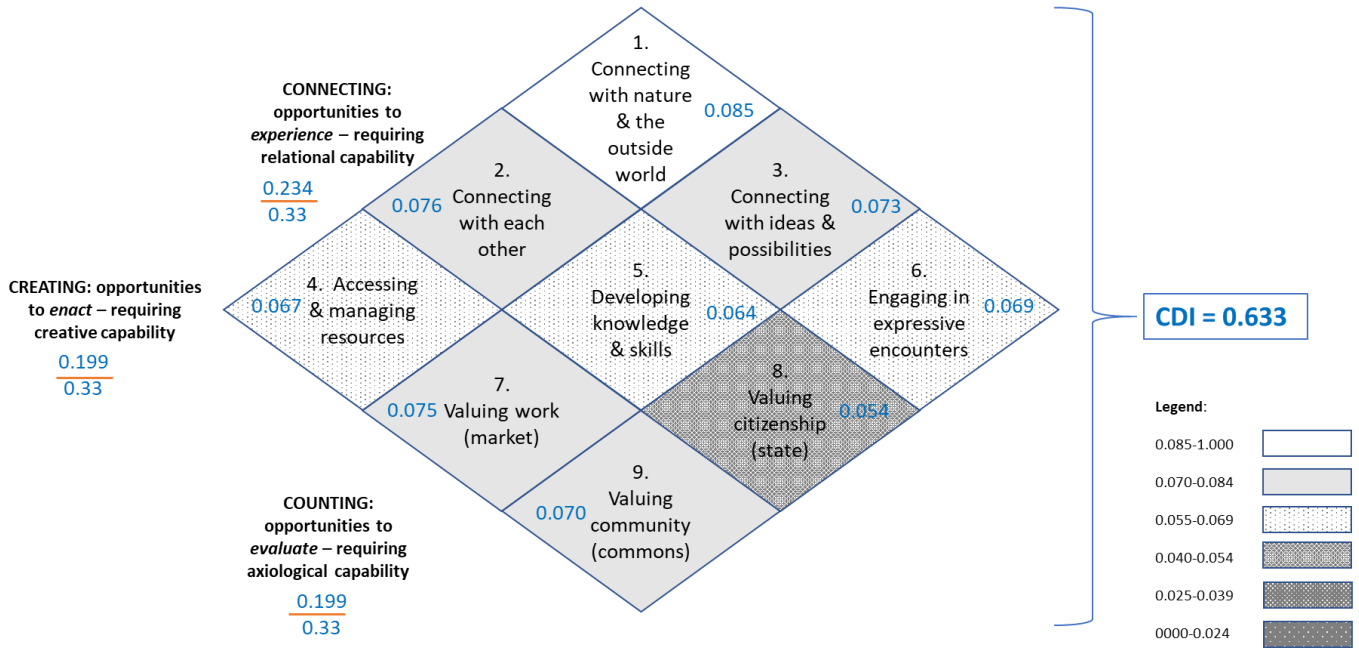 1.
Connecting
with nature
& the
outside
world
0.085
CONNECTING:
opportunities to
experience – requiring
relational capability
0.234
0.33
2.
Connecting
with each
other
0.076
3.
Connecting
with ideas &
possibilities
0.073
CREATING: opportunities
to enact – requiring
creative capability
0.199
0.33
4. Accessing
& managing
resources
0.067
5.
Developing
knowledge
& skills
0.064
6.
Engaging in
expressive
encounters
0.069
CDI = 0.633
7.
Valuing work
(market)
0.075
8.
Valuing
citizenship
(state)
0.054
COUNTING:
opportunities to
evaluate – requiring
axiological capability
0.199
0.33
9.
Valuing
community
(commons)
0.070
Legend:
0.085-1.000
0.070-0.084
0.055-0.069
0.040-0.054
0.025-0.039
0000-0.024